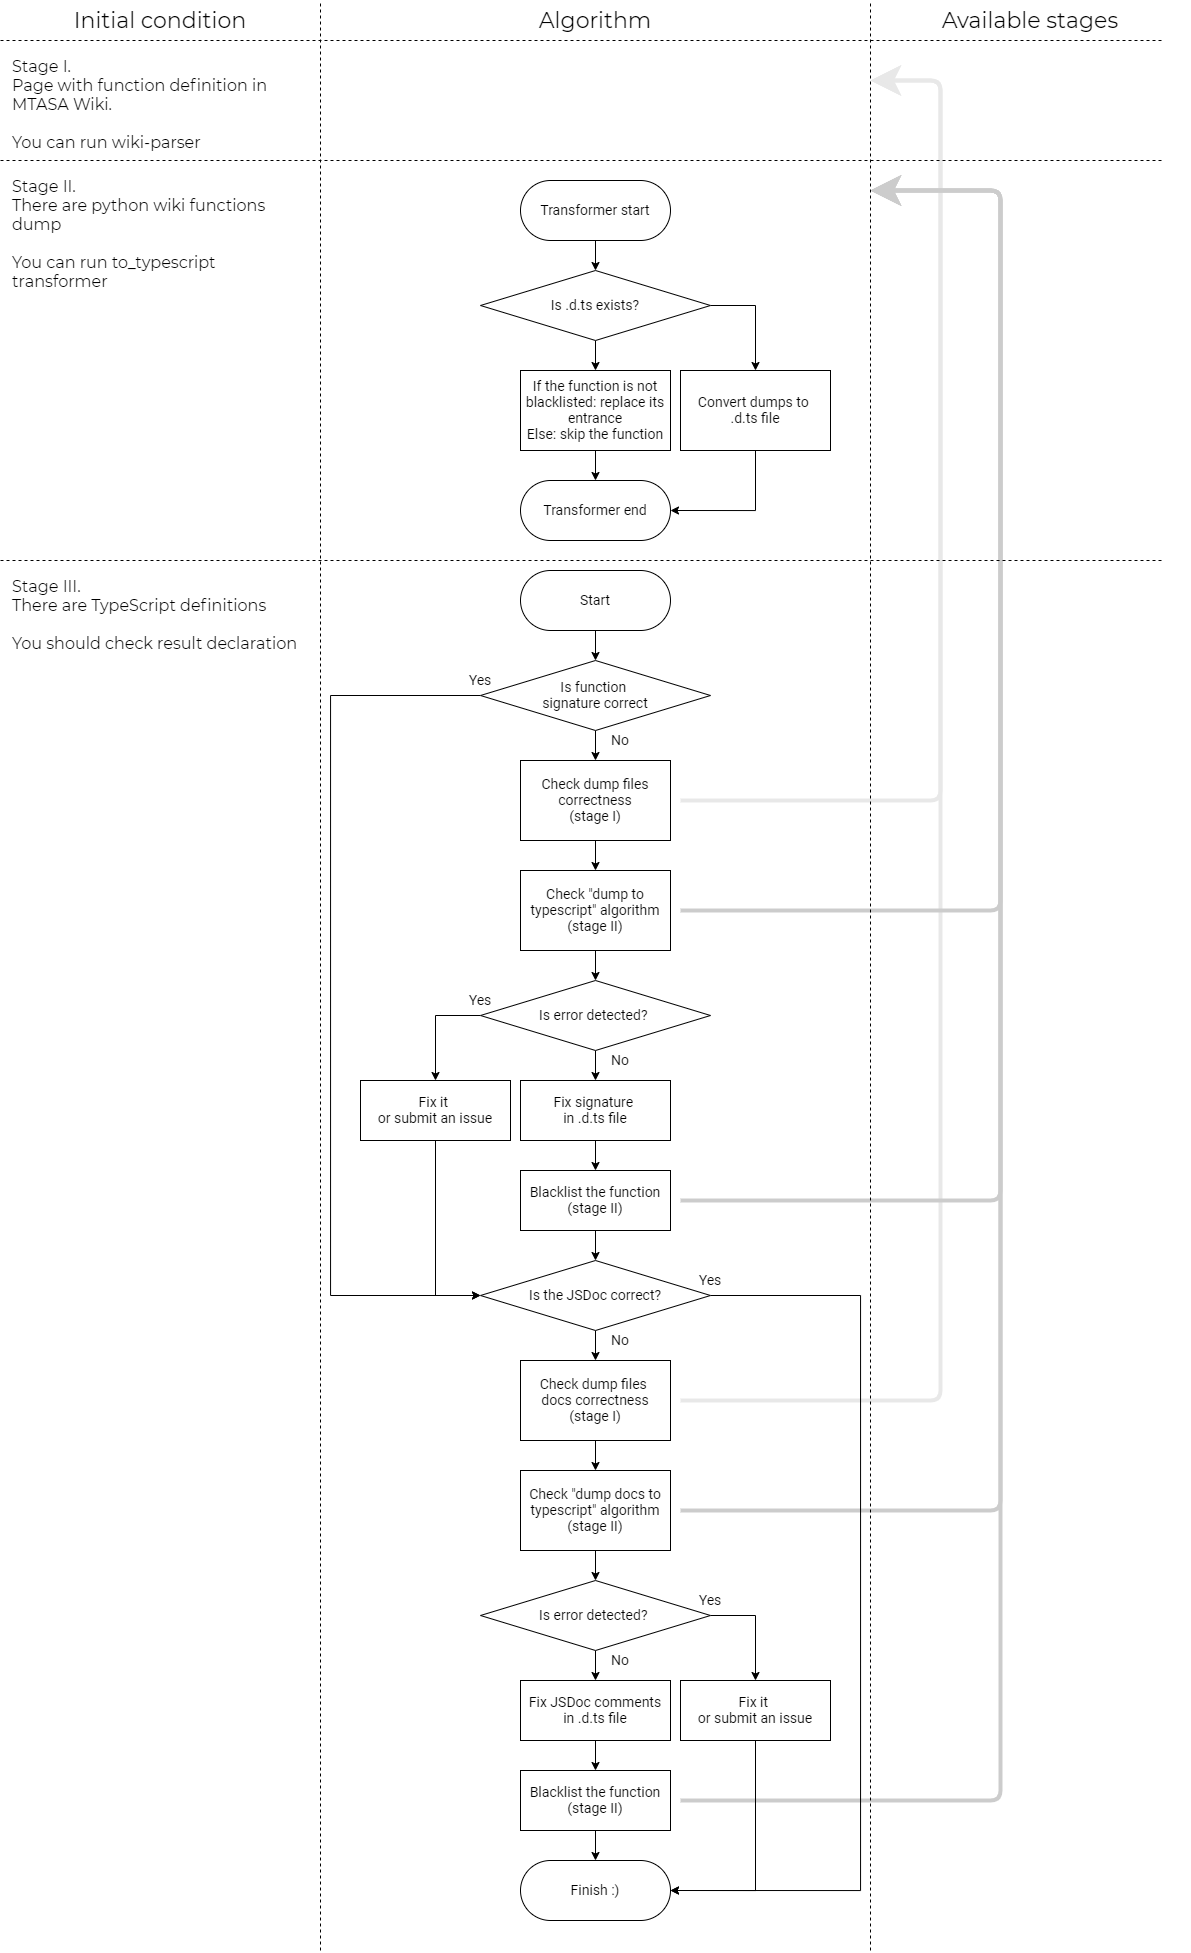 Initial condition
Algorithm
Available stages
Stage I.
Page with function definition in
MTASA Wiki.
You can run wiki-parser
Stage II.
There are python wiki functions
dump
You can run to_typescript
transformer
Transformer start
Is .d.ts exists?
If the function is not
blacklisted: replace its
entrance
Else: skip the function
Convert dumps to
.d.ts file
Transformer end
Stage III.
There are TypeScript definitions
You should check result declaration
Start
Is function
signature correct
Yes
No
Check dump files
correctness
(stage I)
Check "dump to
typescript" algorithm
(stage II)
Is error detected?
Yes
No
Fix it
or submit an issue
Fix signature
in .d.ts file
Blacklist the function
(stage II)
Is the JSDoc correct?
Yes
No
Check dump files
docs correctness
(stage I)
Check "dump docs to
typescript" algorithm
(stage II)
Is error detected?
Yes
No
Fix JSDoc comments
in .d.ts file
Fix it
or submit an issue
Blacklist the function
(stage II)
Finish :)